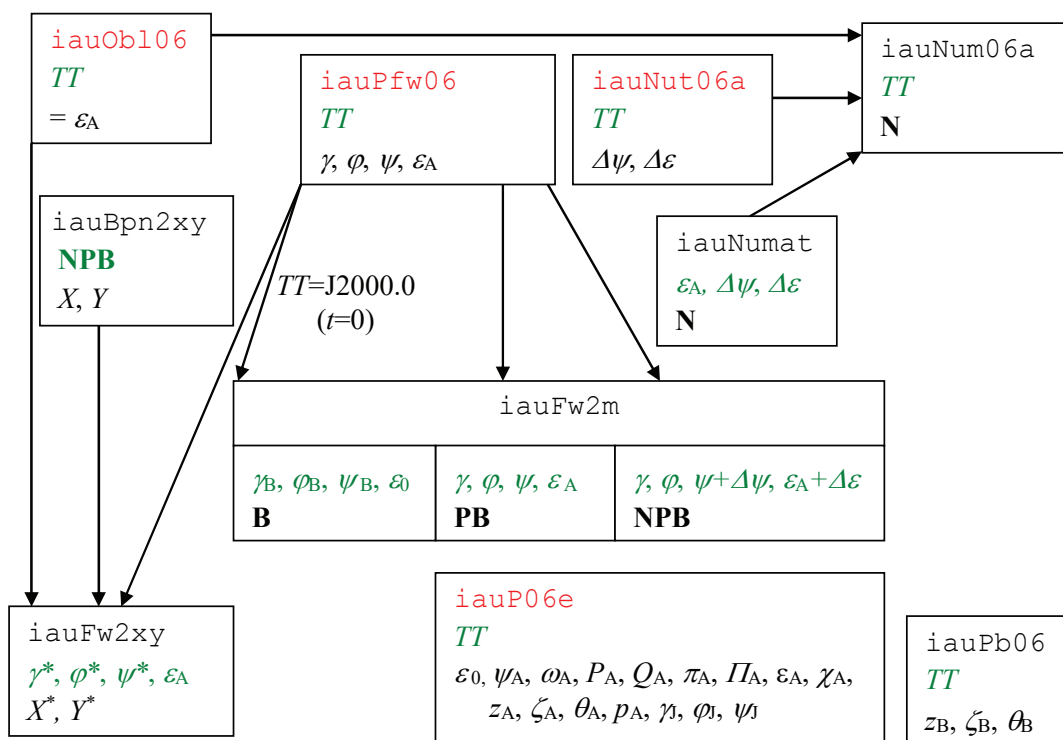 iauObl06
TT
= εA
iauPfw06
TT
γ, φ, ψ, εA
iauNut06a
TT
Δψ, Δε
iauNum06a
TT
N
iauBpn2xy
NPB
X, Y
TT=J2000.0
(t=0)
iauNumat
εA, Δψ, Δε
N
iauFw2m
γB, φB, ψB, ε0
B
γ, φ, ψ, εA
PB
γ, φ, ψ+Δψ, εA+Δε
NPB
iauFw2xy
γ*, φ*, ψ*, εA
X*, Y*
iauP06e
TT
ε0, ψA, ωA, PA, QA, πA, ΠA, εA, χA,
zA, ζA, θA, pA, γJ, φJ, ψJ
iauPb06
TT
zB, ζB, θB